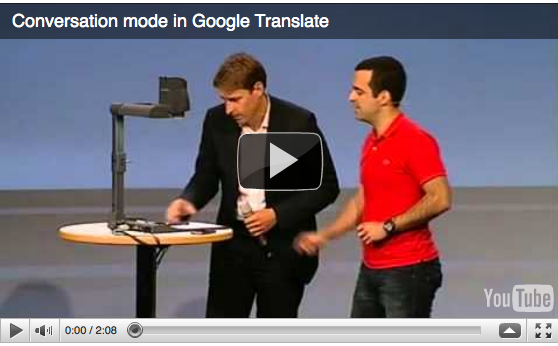 Conversation mode in Google Translate
YouTube
0:00 / 2:08